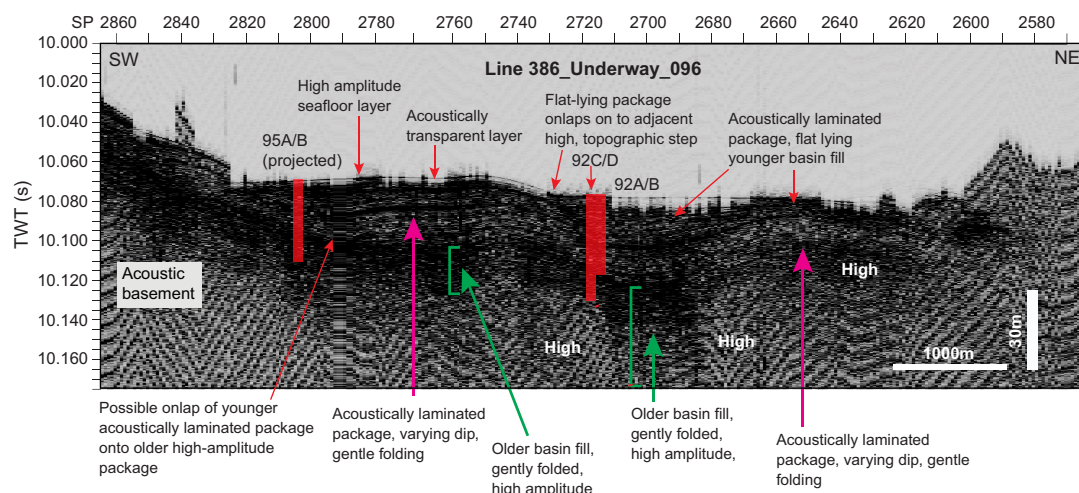 SP 2860 2840 2820 2800 2780 2760 2740 2720 2700 2680 2660 2640 2620 2600 2580
SW
NE
Line 386_Underway_096
TWT (s)
10.000
10.020
10.040
10.060
10.080
10.100
10.120
10.140
10.160
High amplitude
seafloor layer
95A/B
(projected)
Acoustically
transparent layer
Flat-lying package
onlaps on to adjacent
high, topographic step
92C/D
92A/B
Acoustically laminated
package, flat lying
younger basin fill
Acoustic
basement
High
High
High
1000m
30m
Possible onlap of younger
acoustically laminated package
onto older high-amplitude
package
Acoustically laminated
package, varying dip,
gentle folding
Older basin fill,
gently folded,
high amplitude
Older basin fill,
gently folded,
high amplitude,
Acoustically laminated
package, varying dip, gentle
folding